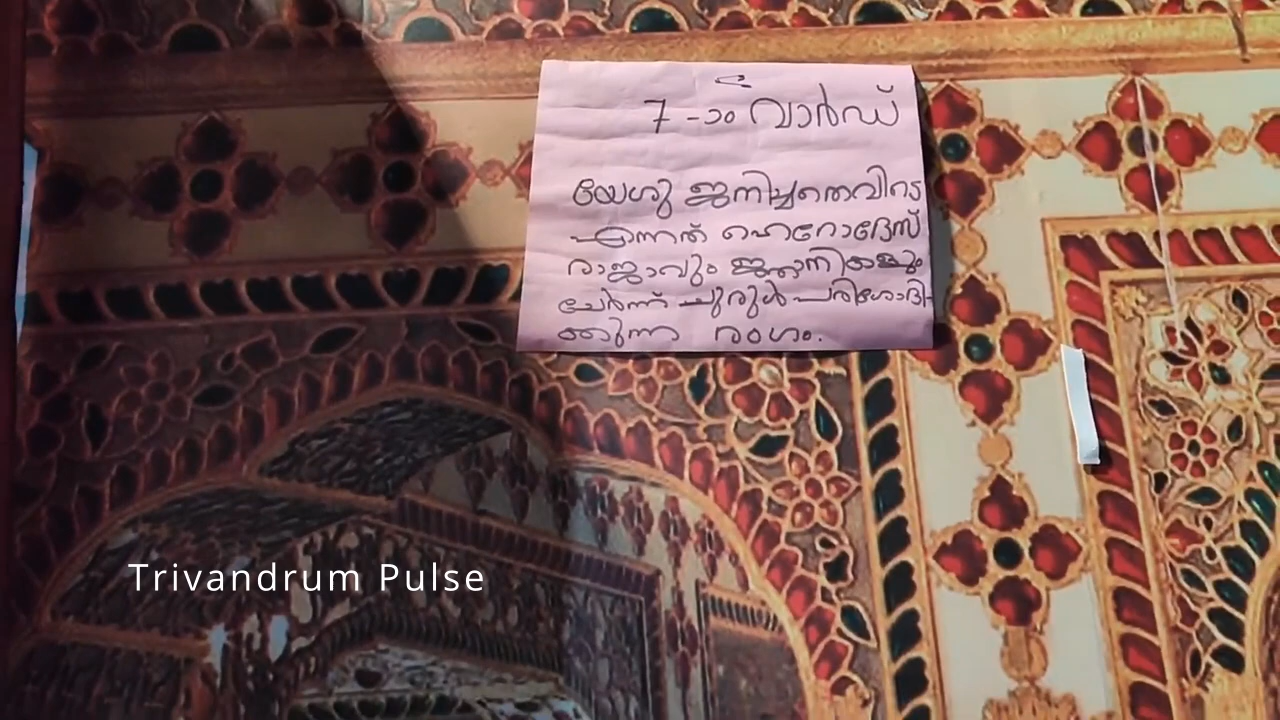 7-ാം വാർഡ്
യേശു ജനിച്ചതെവിടെ
എന്നത് ഹെറോദേസ്
രാജാവും ജ്ഞാനികളും
ചേർന്ന് ചുരുൾ പരിശോദി-
ക്കുന്ന രംഗം.
Trivandrum Pulse